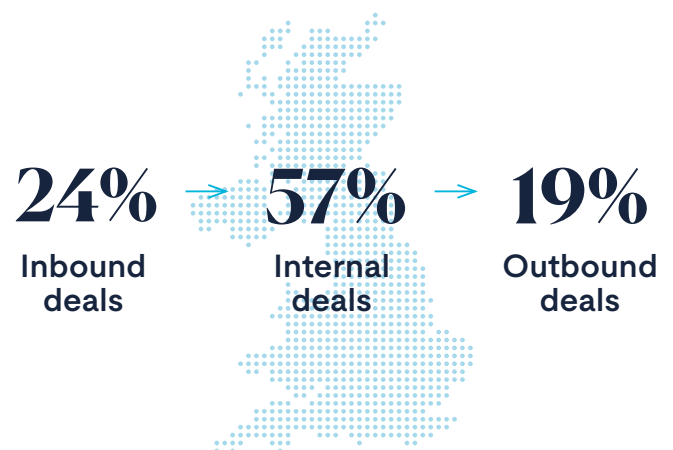 24%
57%
19%
Inbound
deals
Internal
deals
Outbound
deals